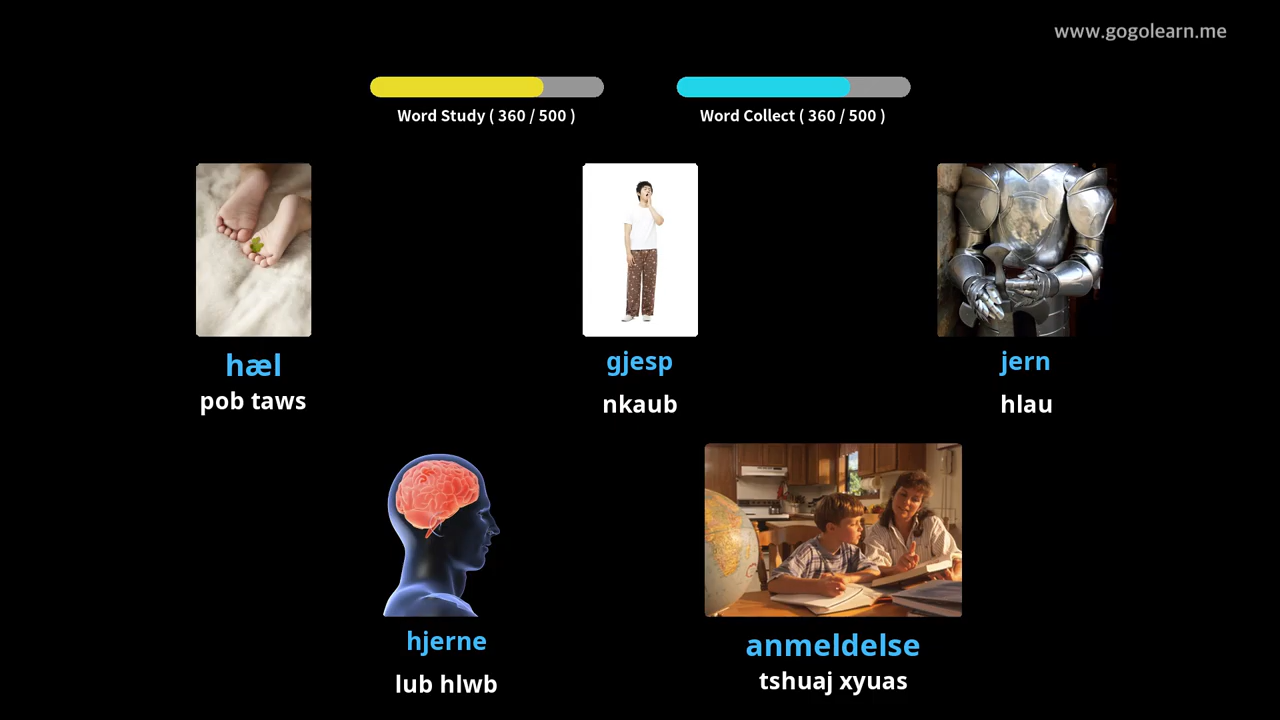 www.gogolearn.me
Word Study ( 360 / 500 )
Word Collect ( 360 / 500 )
hæl
pob taws
gjesp
nkaub
jern
hlau
hjerne
lub hlwb
anmeldelse
tshuaj xyuas